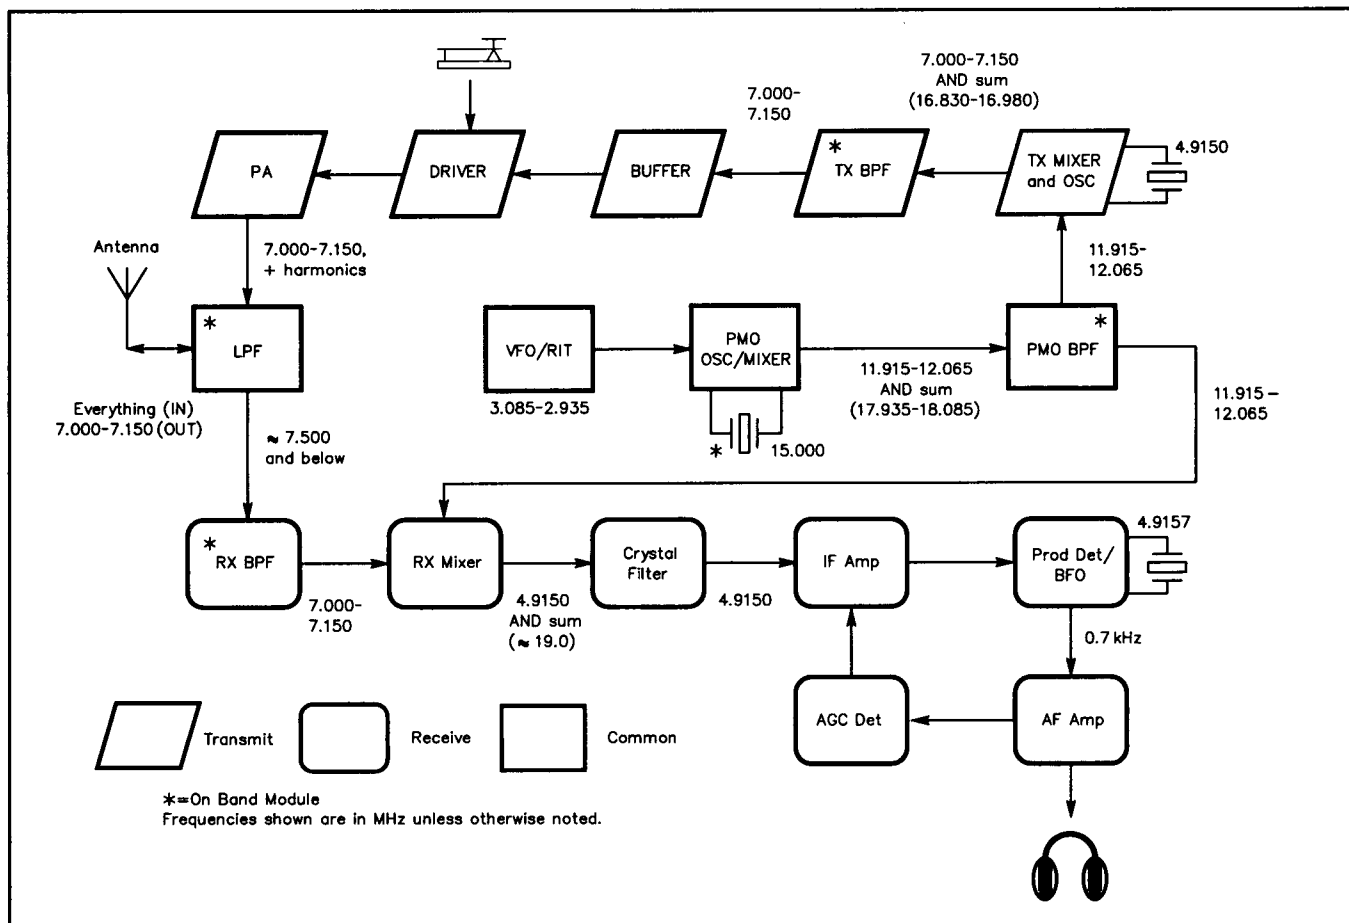 7.000-7.150
AND sum
(16.830-16.980)
7.000-
7.150
4.9150
PA
DRIVER
BUFFER
* TX BPF
TX MIXER
and OSC
Antenna
7.000-7.150,
+ harmonics
11.915-
12.065
* LPF
VFO/RIT
PMO
OSC/MIXER
* PMO BPF
3.085-2.935
11.915-12.065
AND sum
(17.935-18.085)
11.915-
12.065
Everything (IN)
7.000-7.150 (OUT)
≈ 7.500
and below
* 15.000
* RX BPF
RX Mixer
Crystal
Filter
IF Amp
Prod Det/
BFO
4.9157
7.000-
7.150
4.9150
AND sum
(≈ 19.0)
4.9150
0.7 kHz
AGC Det
AF Amp
Transmit
Receive
Common
*=On Band Module
Frequencies shown are in MHz unless otherwise noted.